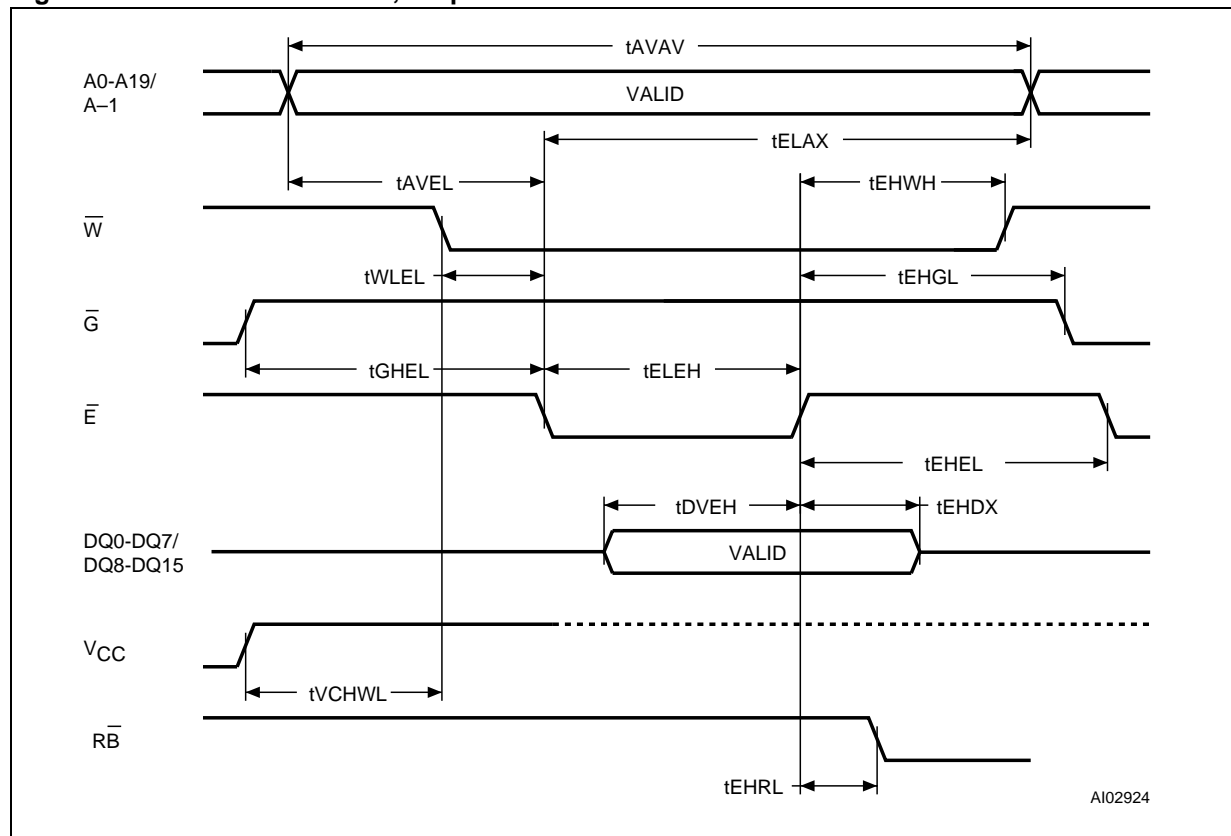 tAVAV
A0-A19/
A–1
VALID
tELAX
tAVEL
tEHWH
W̅
tWLEL
tEHGL
G̅
tGHEL
tELEH
E̅
tEHEL
tDVEH
tEHDX
DQ0-DQ7/
DQ8-DQ15
VALID
VCC
tVCHWL
RB̅
tEHRL
AI02924